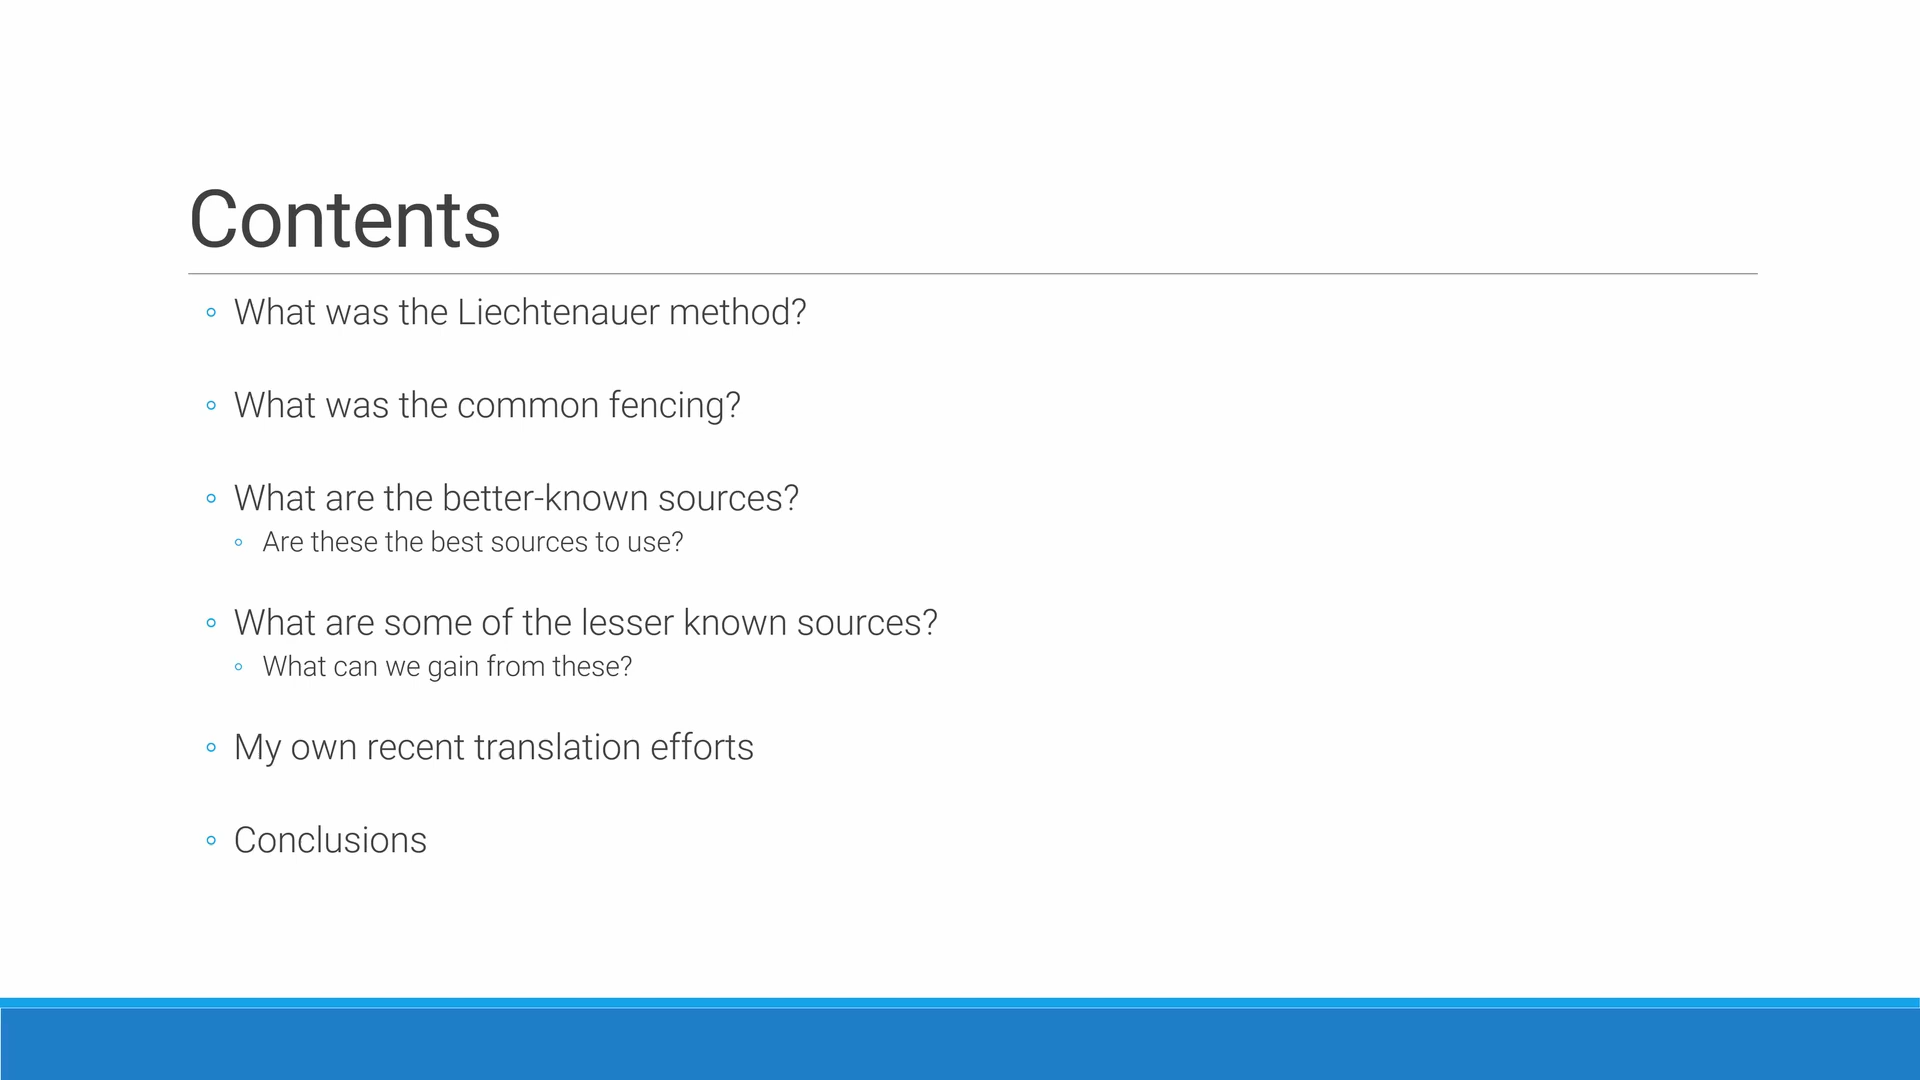 Contents
◦ What was the Liechtenauer method?
◦ What was the common fencing?
◦ What are the better-known sources?
◦ Are these the best sources to use?
◦ What are some of the lesser known sources?
◦ What can we gain from these?
◦ My own recent translation efforts
◦ Conclusions